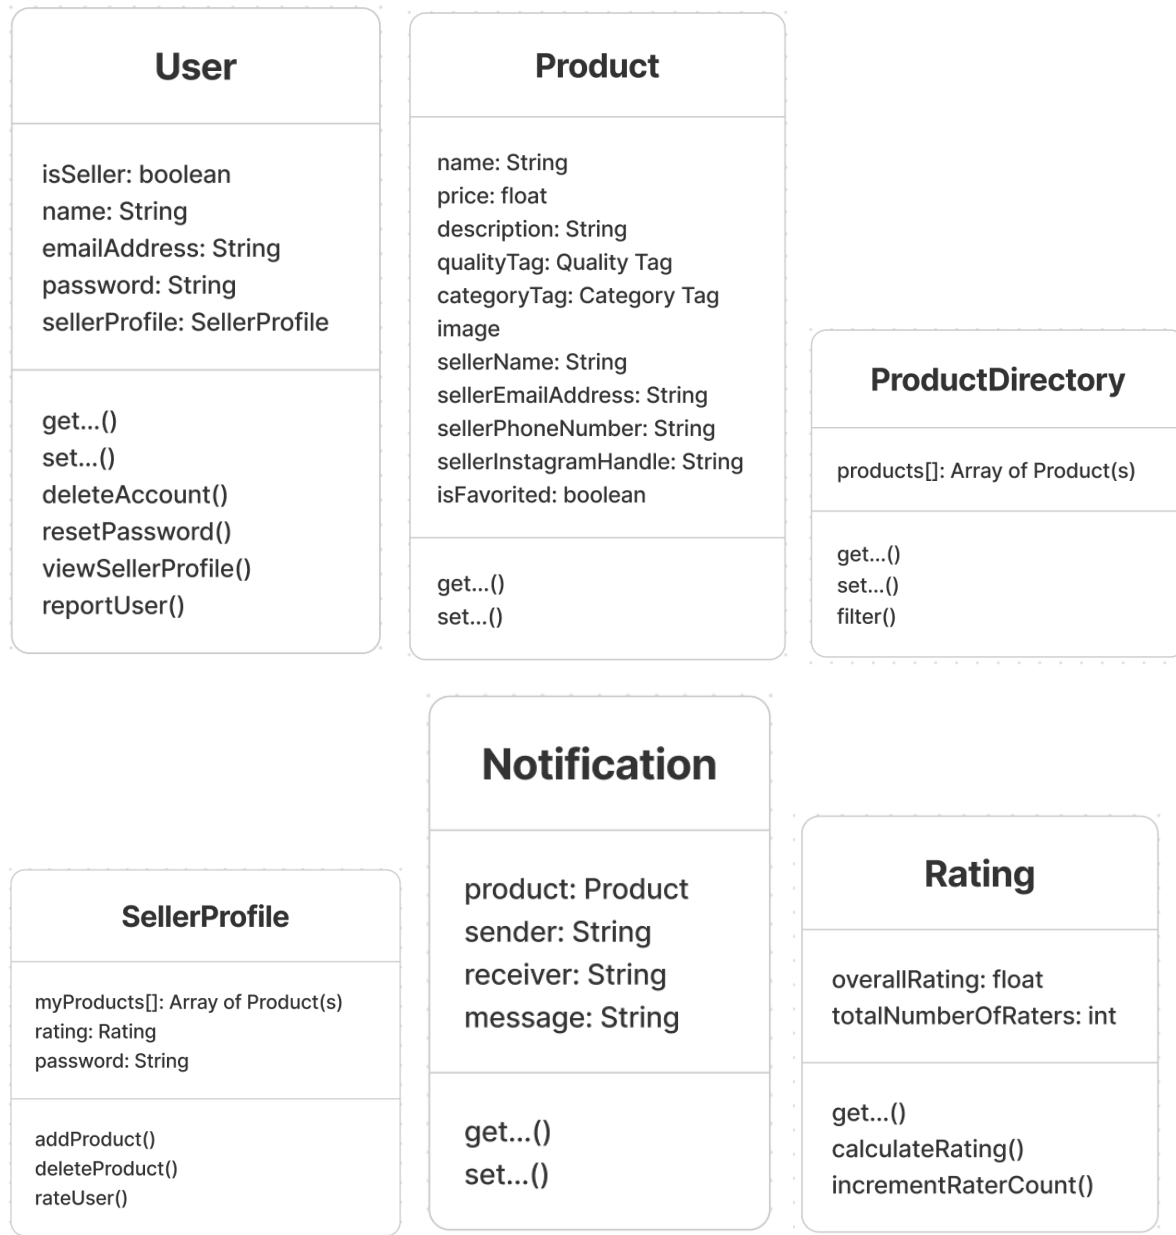 User
isSeller: boolean
name: String
emailAddress: String
password: String
sellerProfile: SellerProfile
get...()
set...()
deleteAccount()
resetPassword()
viewSellerProfile()
reportUser()
Product
name: String
price: float
description: String
qualityTag: Quality Tag
categoryTag: Category Tag
image
sellerName: String
sellerEmailAddress: String
sellerPhoneNumber: String
sellerInstagramHandle: String
isFavorited: boolean
get...()
set...()
ProductDirectory
products[]: Array of Product(s)
get...()
set...()
filter()
SellerProfile
myProducts[]: Array of Product(s)
rating: Rating
password: String
addProduct()
deleteProduct()
rateUser()
Notification
product: Product
sender: String
receiver: String
message: String
get...()
set...()
Rating
overallRating: float
totalNumberOfRaters: int
get...()
calculateRating()
incrementRaterCount()